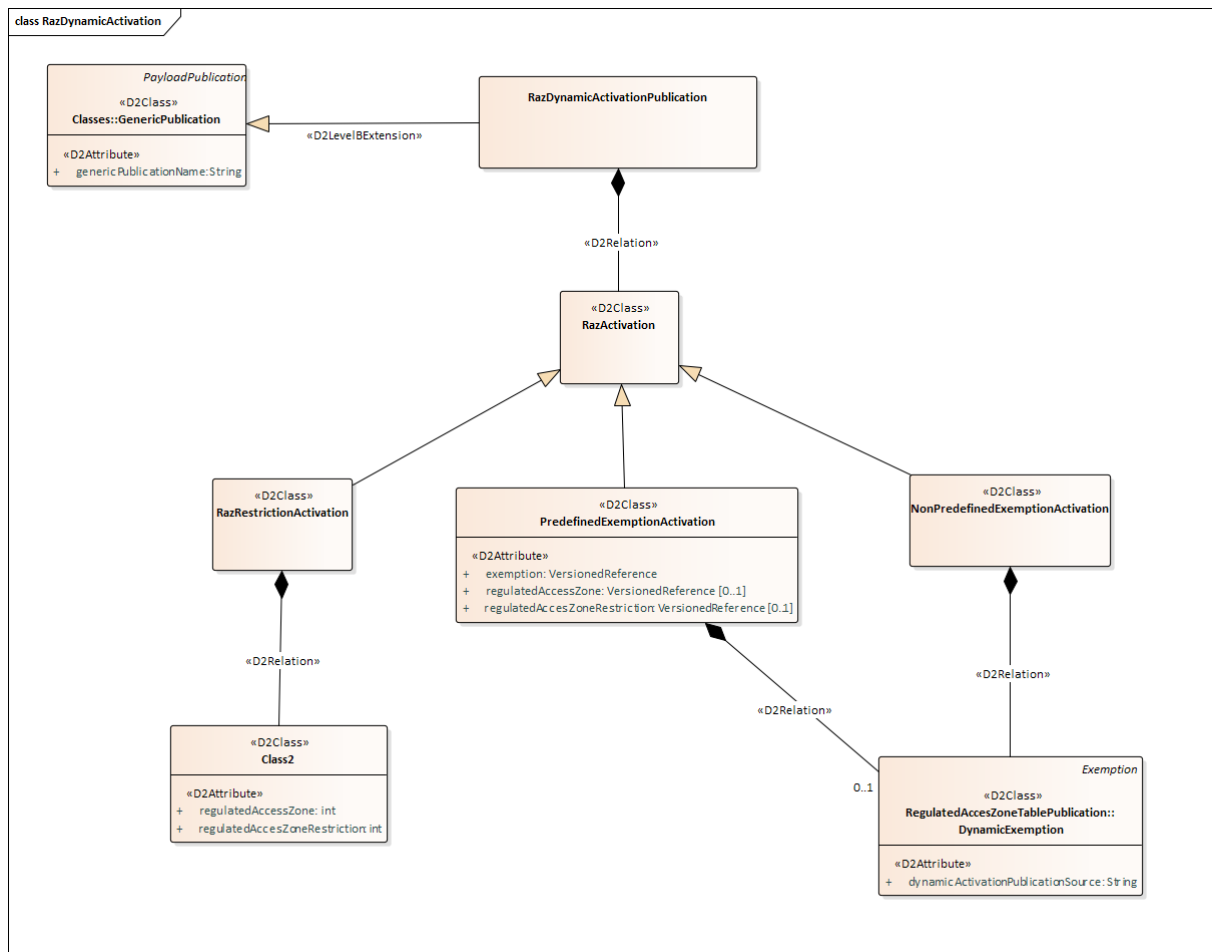 class RazDynamicActivation
PayloadPublication
«D2Class»
Classes::GenericPublication
«D2Attribute»
+ genericPublicationName:String
RazDynamicActivationPublication
«D2LevelBExtension»
«D2Relation»
«D2Class»
RazActivation
«D2Class»
RazRestrictionActivation
«D2Class»
PredefinedExemptionActivation
«D2Attribute»
+ exemption: VersionedReference
+ regulatedAccessZone: VersionedReference [0..1]
+ regulatedAccesZoneRestriction: VersionedReference [0.1]
«D2Class»
NonPredefinedExemptionActivation
«D2Relation»
«D2Relation»
«D2Relation»
«D2Class»
Class2
«D2Attribute»
+ regulatedAccessZone: int
+ regulatedAccesZoneRestriction: int
0..1
Exemption
«D2Class»
RegulatedAccesZoneTablePublication::
DynamicExemption
«D2Attribute»
+ dynamicActivationPublicationSource: String